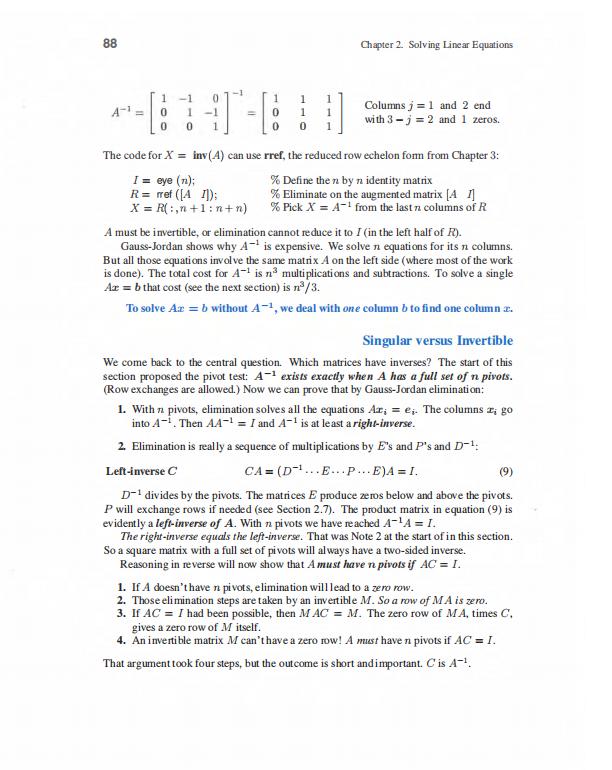 88
Chapter 2. Solving Linear Equations
A⁻¹ = [ 1 −1 0 ; 0 1 −1 ; 0 0 1 ]⁻¹ = [ 1 1 1 ; 0 1 1 ; 0 0 1 ] Columns j = 1 and 2 end
with 3 – j = 2 and 1 zeros.
The code for X = inv(A) can use rref, the reduced row echelon form from Chapter 3:
I = eye (n); % Define the n by n identity matrix
R = rref ([A I]); % Eliminate on the augmented matrix [A I]
X = R( : , n + 1 : n + n) % Pick X = A⁻¹ from the last n columns of R
A must be invertible, or elimination cannot reduce it to I (in the left half of R).
Gauss-Jordan shows why A⁻¹ is expensive. We solve n equations for its n columns.
But all those equations involve the same matrix A on the left side (where most of the work
is done). The total cost for A⁻¹ is n³ multiplications and subtractions. To solve a single
Ax = b that cost (see the next section) is n³/3.
To solve Ax = b without A⁻¹, we deal with one column b to find one column x.
Singular versus Invertible
We come back to the central question. Which matrices have inverses? The start of this
section proposed the pivot test: A⁻¹ exists exactly when A has a full set of n pivots.
(Row exchanges are allowed.) Now we can prove that by Gauss-Jordan elimination:
1. With n pivots, elimination solves all the equations Axᵢ = eᵢ. The columns xᵢ go
into A⁻¹. Then AA⁻¹ = I and A⁻¹ is at least a right-inverse.
2. Elimination is really a sequence of multiplications by E's and P's and D⁻¹:
Left-inverse C CA = (D⁻¹ ··· E ··· P ··· E)A = I. (9)
D⁻¹ divides by the pivots. The matrices E produce zeros below and above the pivots.
P will exchange rows if needed (see Section 2.7). The product matrix in equation (9) is
evidently a left-inverse of A. With n pivots we have reached A⁻¹A = I.
The right-inverse equals the left-inverse. That was Note 2 at the start of in this section.
So a square matrix with a full set of pivots will always have a two-sided inverse.
Reasoning in reverse will now show that A must have n pivots if AC = I.
1. If A doesn't have n pivots, elimination will lead to a zero row.
2. Those elimination steps are taken by an invertible M. So a row of MA is zero.
3. If AC = I had been possible, then MAC = M. The zero row of MA, times C,
gives a zero row of M itself.
4. An invertible matrix M can't have a zero row! A must have n pivots if AC = I.
That argument took four steps, but the outcome is short and important. C is A⁻¹.